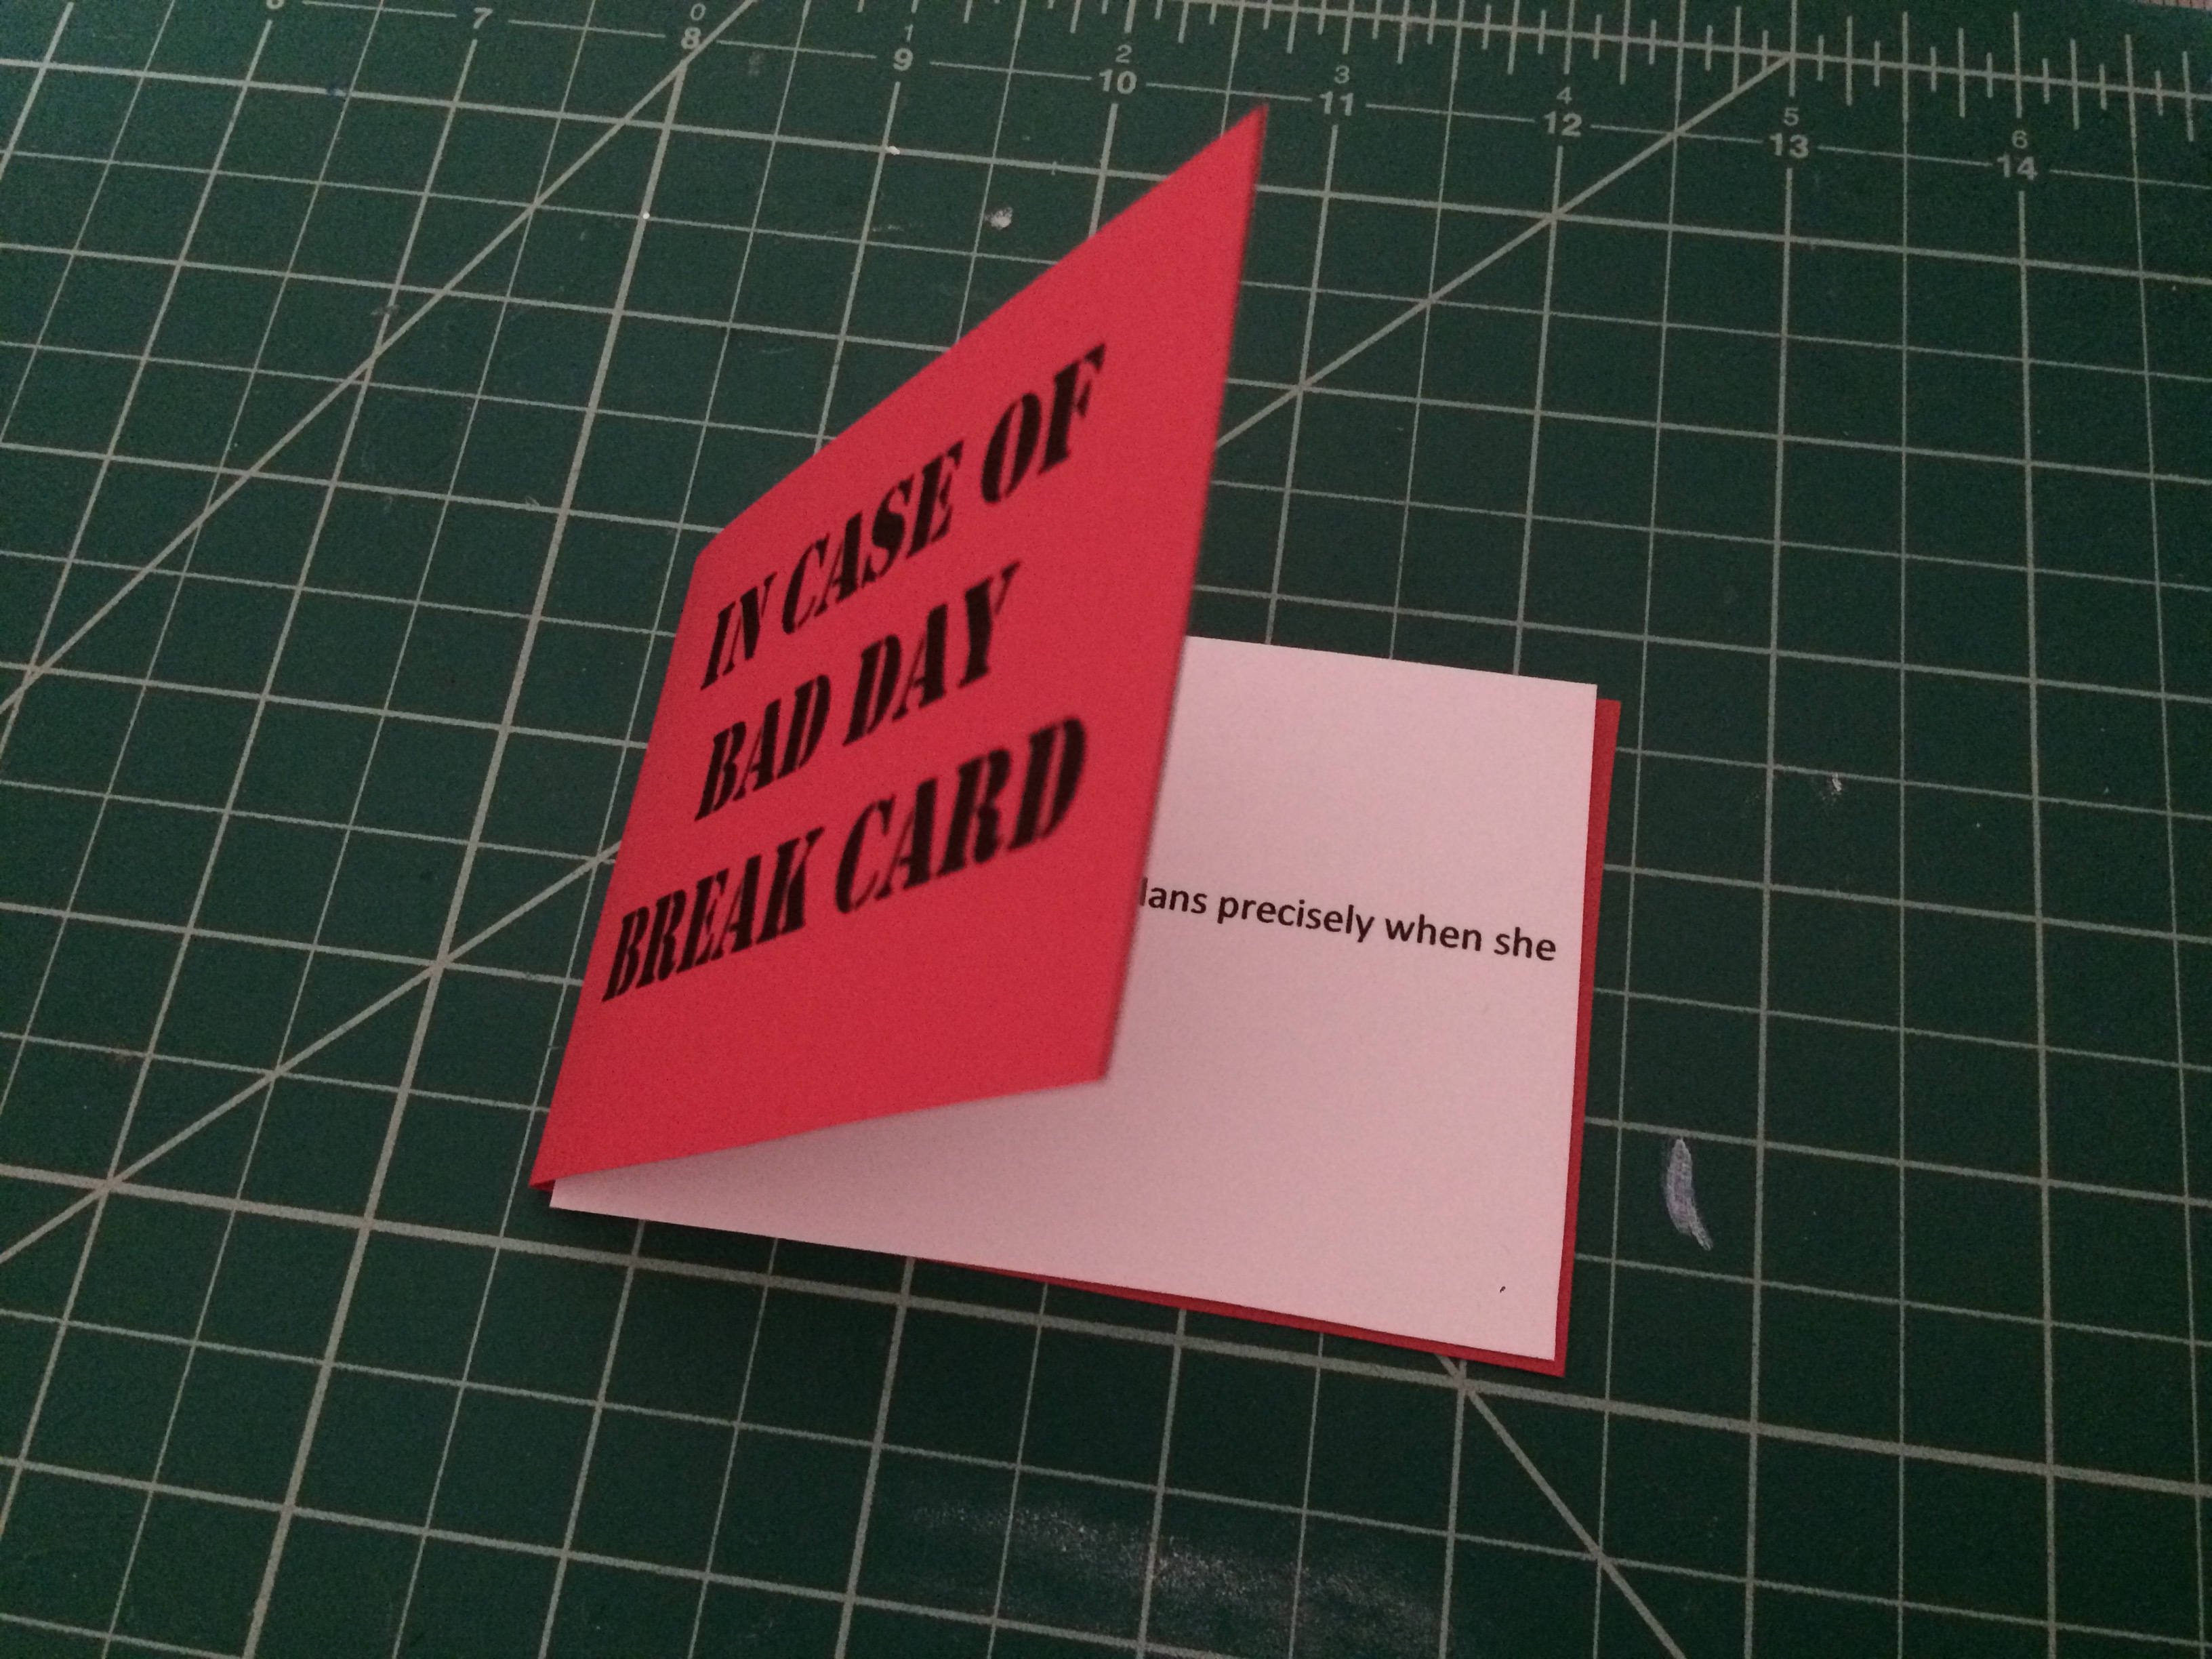 0 1 2 3 4 5 6
7 8 9 10 11 12 13 14
IN CASE OF
BAD DAY
BREAK CARD
lans precisely when she